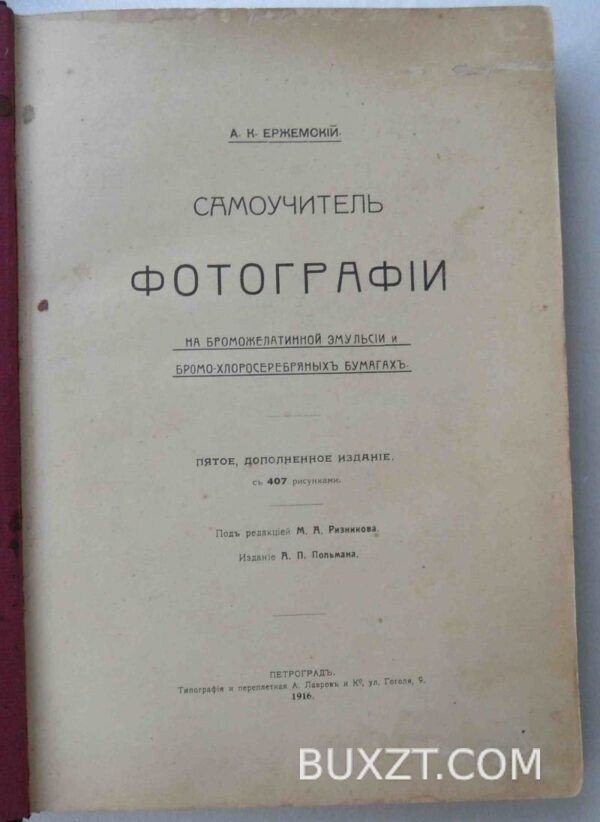 А. К. ЕРЖЕМСКІЙ.
САМОУЧИТЕЛЬ
ФОТОГРАФІИ
НА БРОМОЖЕЛАТИННОЙ ЭМУЛЬСІИ и
БРОМО-ХЛОРОСЕРЕБРЯНЫХЪ БУМАГАХЪ.
ПЯТОЕ, ДОПОЛНЕННОЕ ИЗДАНІЕ.
съ 407 рисунками.
Подъ редакціей М. А. Ризникова.
Изданіе А. П. Польмана.
ПЕТРОГРАДЪ.
Типографія и переплетная А. Лавровъ и Ко, ул. Гоголя, 9.
1916.
BUXZT.COM